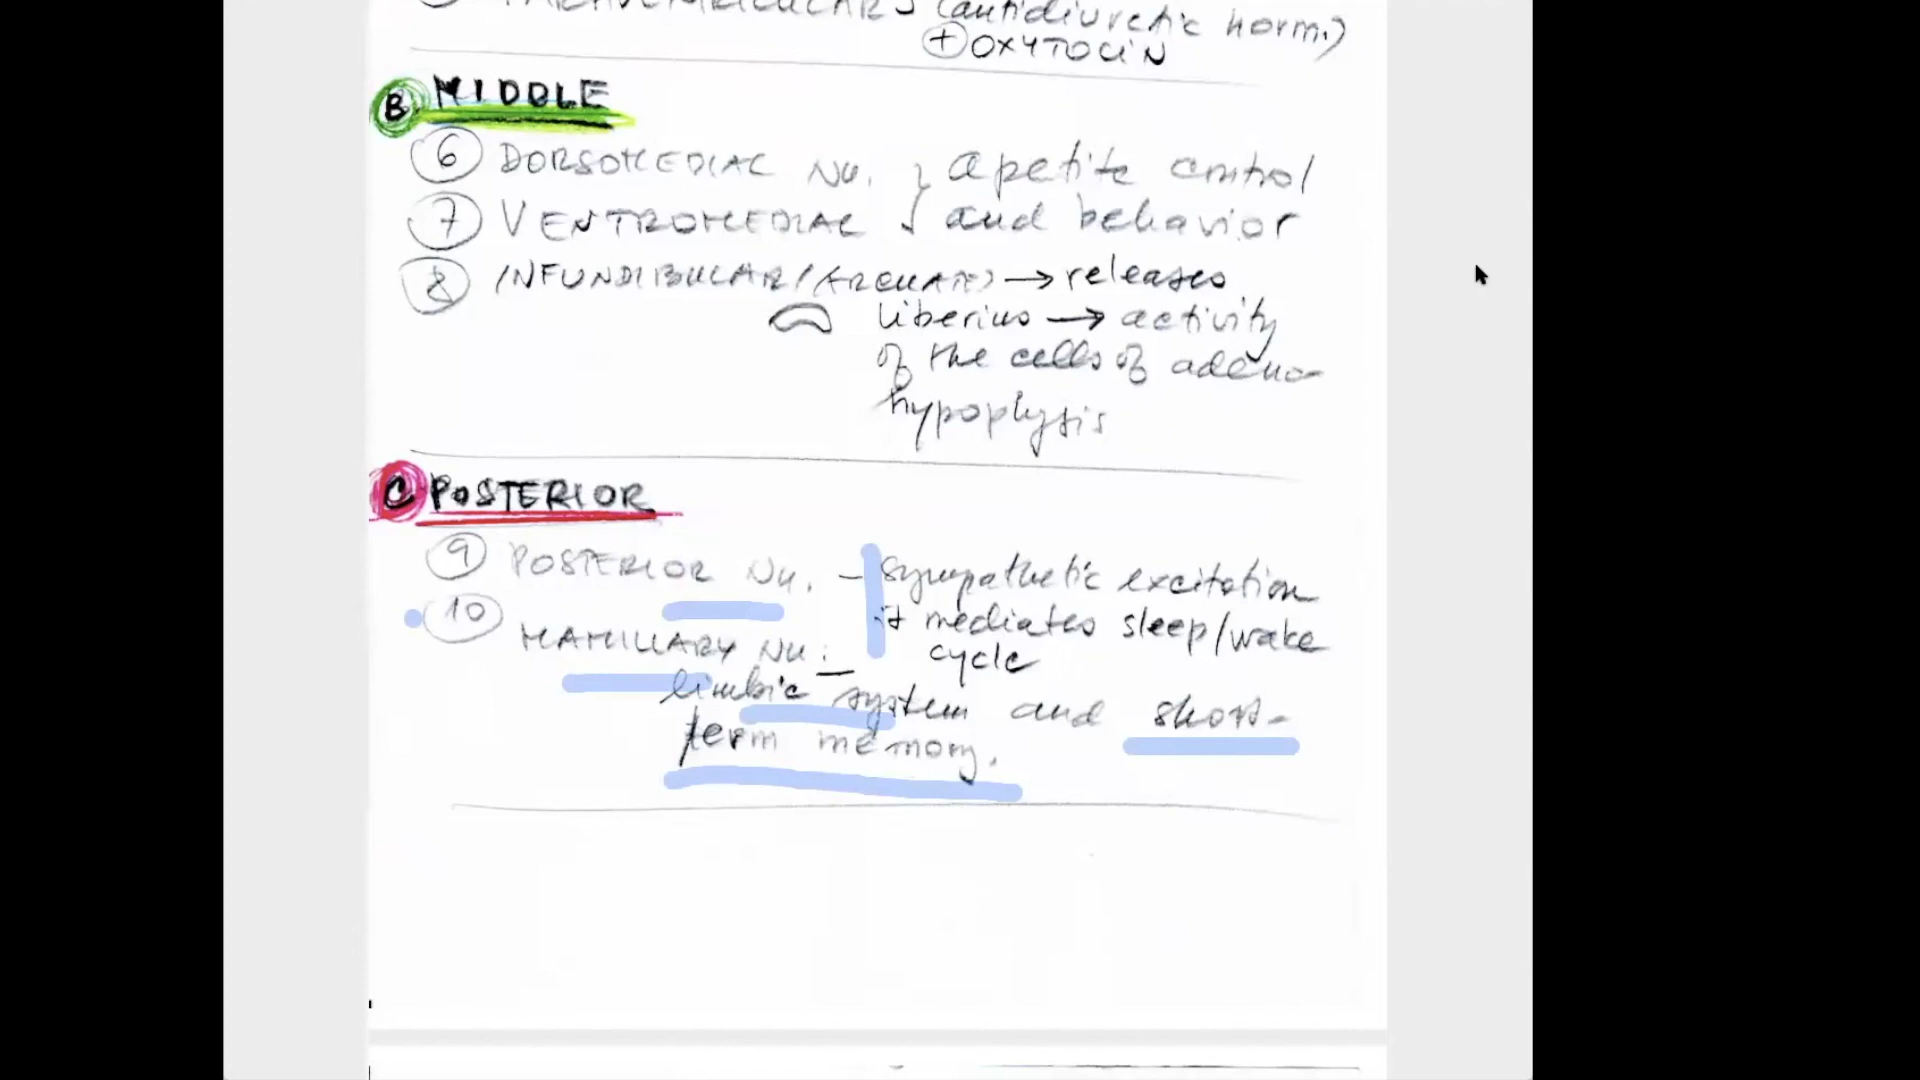 PARAVENTRICULAR (antidiuretic horm.)
+ OXYTOCIN
B MIDDLE
6 DORSOMEDIAL NU. } apetite control
7 VENTROMEDIAL and behavior
8 INFUNDIBULAR/(ARCUATE) → releases
liberins → activity
of the cells of adeno-
hypophysis
C POSTERIOR
9 POSTERIOR NU. - sympathetic excitation
it mediates sleep/wake
cycle
10 MAMILLARY NU. -
limbic system and short-
term memory.